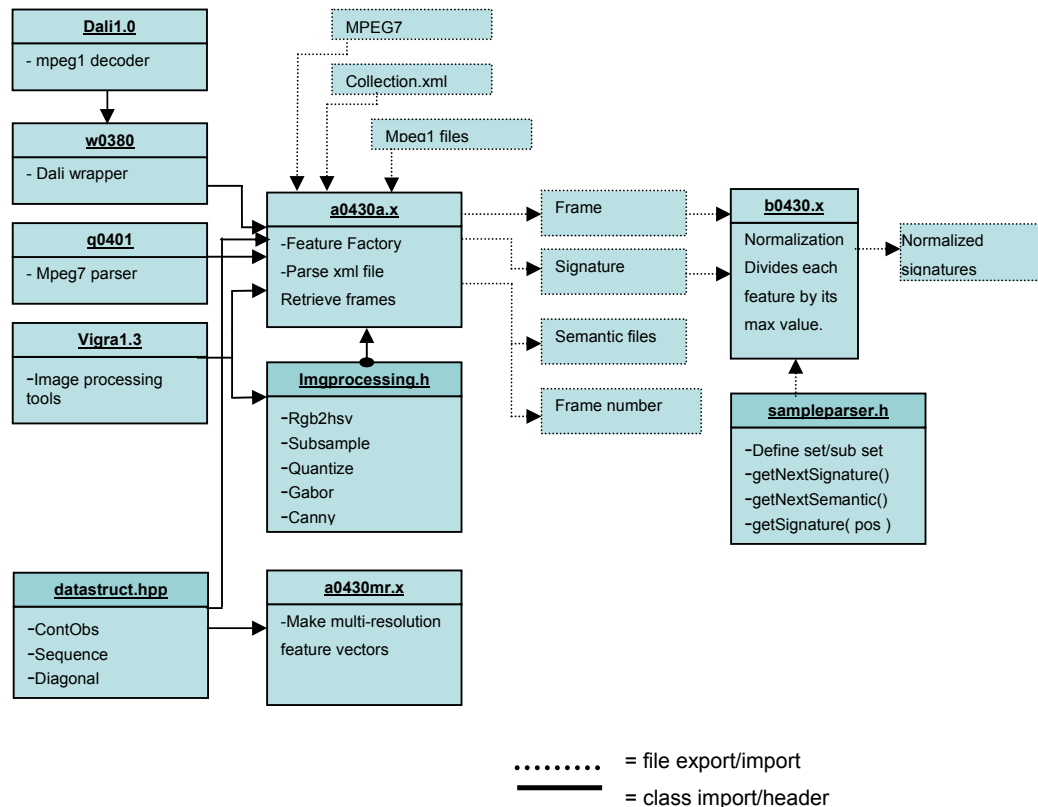 Dali1.0
- mpeg1 decoder
w0380
- Dali wrapper
q0401
- Mpeg7 parser
Vigra1.3
-Image processing
tools
datastruct.hpp
-ContObs
-Sequence
-Diagonal
MPEG7
Collection.xml
Mpeg1 files
a0430a.x
-Feature Factory
-Parse xml file
Retrieve frames
Imgprocessing.h
-Rgb2hsv
-Subsample
-Quantize
-Gabor
-Canny
a0430mr.x
-Make multi-resolution
feature vectors
Frame
Signature
Semantic files
Frame number
b0430.x
Normalization
Divides each
feature by its
max value.
sampleparser.h
-Define set/sub set
-getNextSignature()
-getNextSemantic()
-getSignature( pos )
Normalized
signatures
= file export/import
= class import/header